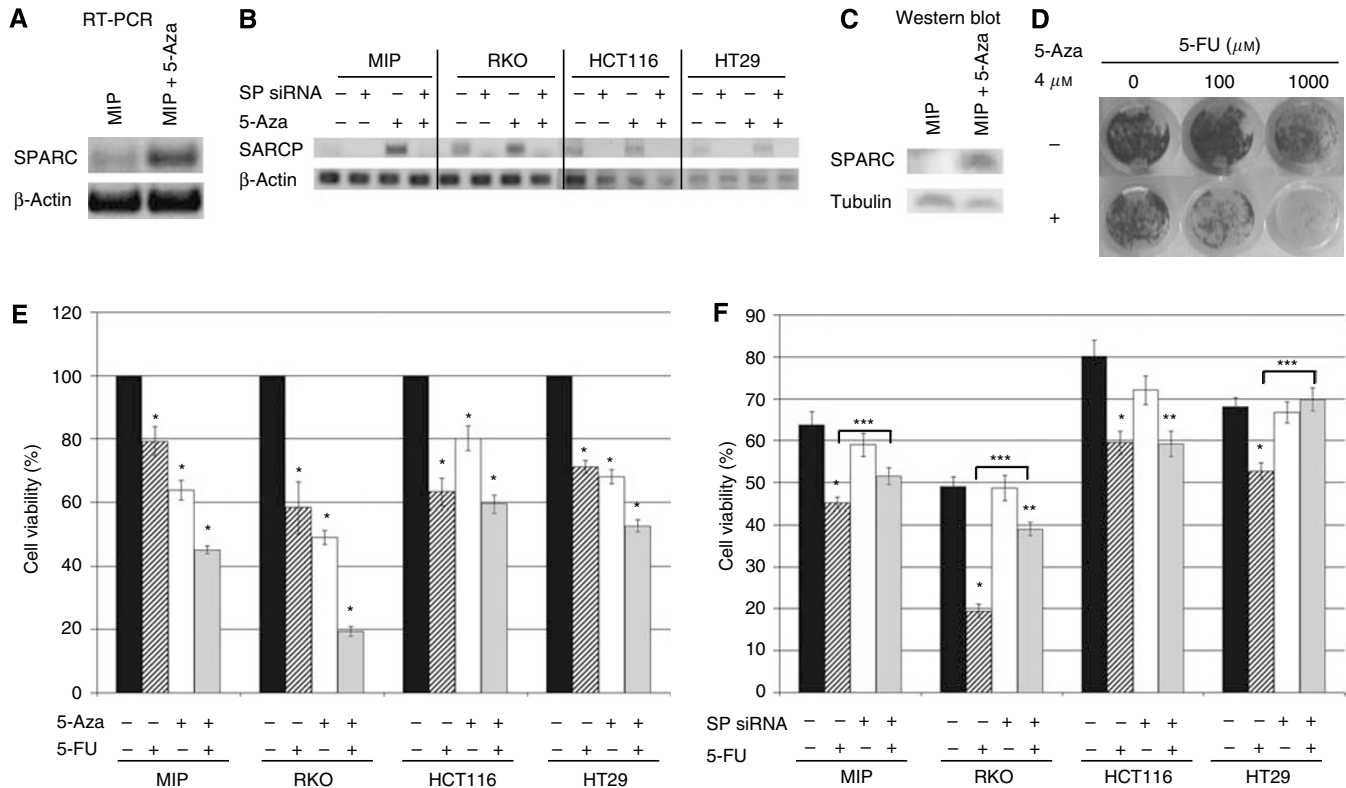 A
RT-PCR
MIP
MIP + 5-Aza
SPARC
β-Actin
B
MIP RKO HCT116 HT29
SP siRNA – + – + – + – + – + – + – + – +
5-Aza – – + + – – + + – – + + – – + +
SARCP
β-Actin
C
Western blot
MIP
MIP + 5-Aza
SPARC
Tubulin
D
5-Aza 5-FU (μM)
4 μM 0 100 1000
–
+
E
Cell viability (%)
120
100
80
60
40
20
0
* * * * * * * * * * * *
5-Aza – – + + – – + + – – + + – – + +
5-FU – + – + – + – + – + – + – + – +
MIP RKO HCT116 HT29
F
Cell viability (%)
90
80
70
60
50
40
30
20
10
0
* *** * *** ** * ** * ***
SP siRNA – – + + – – + + – – + + – – + +
5-FU – + – + – + – + – + – + – + – +
MIP RKO HCT116 HT29